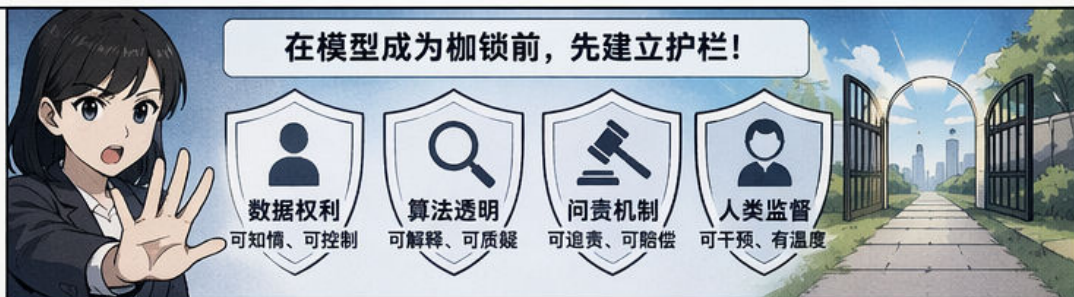 在模型成为枷锁前，先建立护栏！
数据权利
可知情、可控制
算法透明
可解释、可质疑
问责机制
可追责、可赔偿
人类监督
可干预、有温度